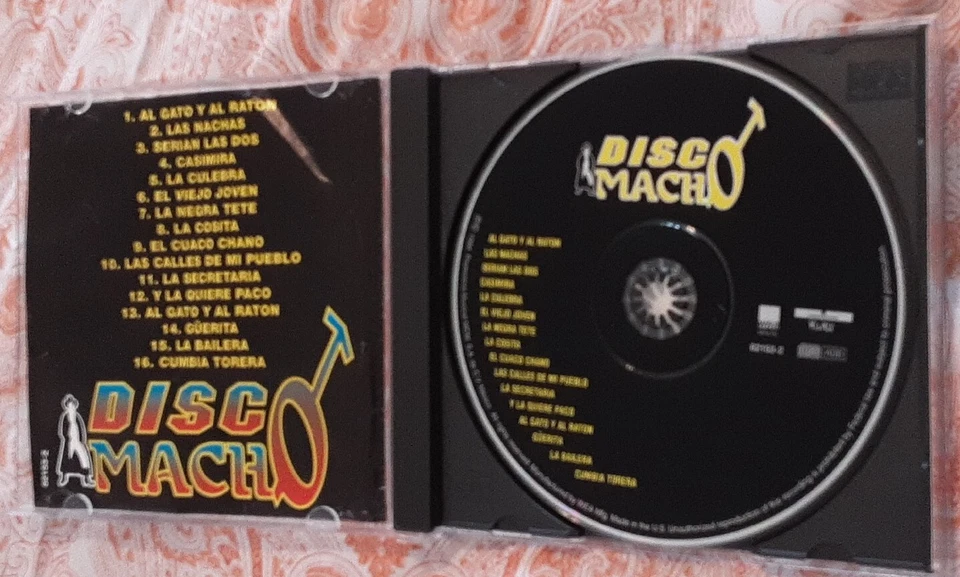 1. AL GATO Y AL RATON
2. LAS NACHAS
3. SERIAN LAS DOS
4. CASIMIRA
5. LA CULEBRA
6. EL VIEJO JOVEN
7. LA NEGRA TETE
8. LA COSITA
9. EL CUACO CHANO
10. LAS CALLES DE MI PUEBLO
11. LA SECRETARIA
12. Y LA QUIERE PACO
13. AL GATO Y AL RATON
14. GÜERITA
15. LA BAILERA
16. CUMBIA TORERA
DISCO
MACHO
DISCO
MACHO
AL GATO Y AL RATON
LAS NACHAS
SERIAN LAS DOS
CASIMIRA
LA CULEBRA
EL VIEJO JOVEN
LA NEGRA TETE
LA COSITA
EL CUACO CHANO
LAS CALLES DE MI PUEBLO
LA SECRETARIA
Y LA QUIERE PACO
AL GATO Y AL RATON
GÜERITA
LA BAILERA
CUMBIA TORERA